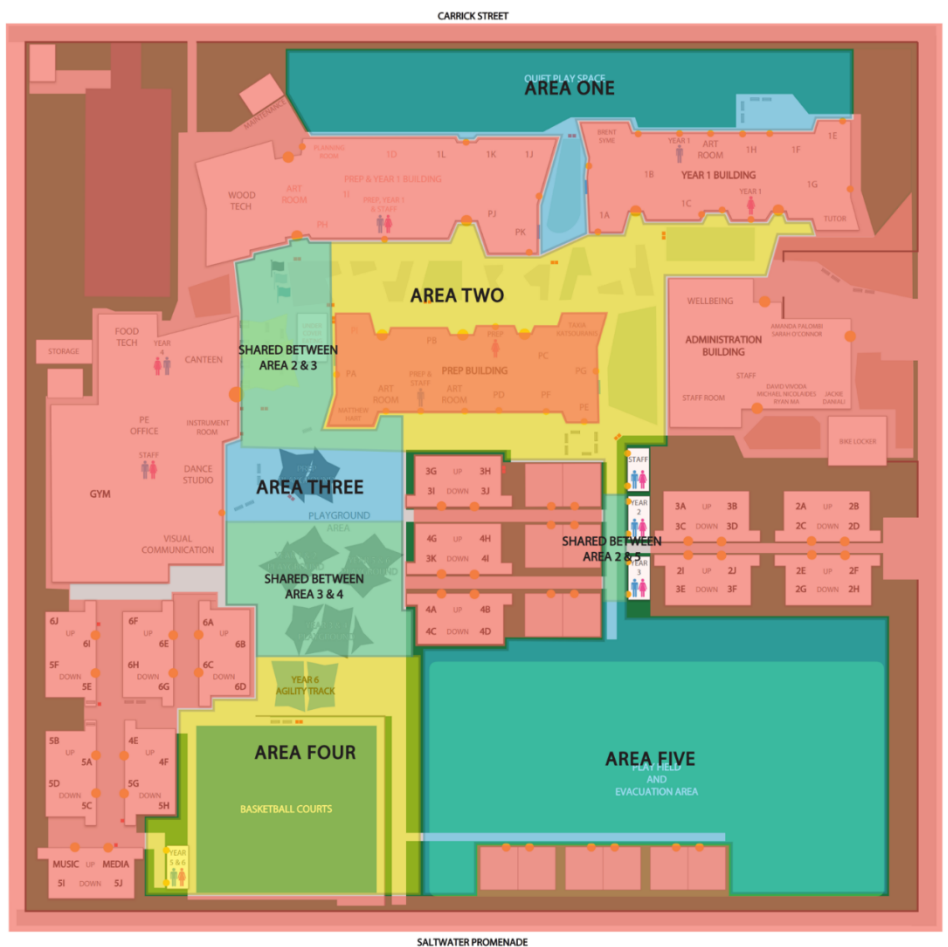 CARRICK STREET
QUIET PLAY SPACE
AREA ONE
MAINTENANCE
PLANNING
ROOM
1D
1L
1K
1J
PREP & YEAR 1 BUILDING
WOOD
TECH
ART
ROOM
PREP, YEAR 1
& STAFF
PH
PJ
PK
BRENT
SYME
YEAR 1
ART
ROOM
1H
1F
1E
1B
YEAR 1 BUILDING
1G
YEAR 1
1C
1A
TUTOR
AREA TWO
SHARED BETWEEN
AREA 2 & 3
PB
PREP
PC
PA
PREP BUILDING
PG
PREP &
STAFF
ART
ROOM
ART
ROOM
PD
PF
PE
MATTHEW
WELLBEING
AMANDA FALOMBI
SARAH O'CONNOR
ADMINISTRATION
BUILDING
STAFF
STAFF ROOM
DAVID VIVODA
MICHAEL NICOLAIDES
RYAN MA
JACKIE
DAWALI
BIKE LOCKER
FOOD
TECH
YEAR
4
CANTEEN
STORAGE
PE
OFFICE
INSTRUMENT
ROOM
STAFF
DANCE
STUDIO
GYM
VISUAL
COMMUNICATION
AREA THREE
PLAYGROUND
AREA
SHARED BETWEEN
AREA 3 & 4
3G UP 3H
3I DOWN 3J
4G UP 4H
3K DOWN 4I
4A UP 4B
4C DOWN 4D
STAFF
YEAR
2
SHARED BETWEEN
AREA 2 & 5
YEAR
3
3A UP 3B
3C DOWN 3D
2A UP 2B
2C DOWN 2D
2I UP 2J
3E DOWN 3F
2E UP 2F
2G DOWN 2H
6J
UP
6I
5F
DOWN
5E
6F
UP
6E
6H
DOWN
6G
6A
UP
6B
6C
DOWN
6D
YEAR 6
AGILITY TRACK
5B
UP
5A
5D
DOWN
5C
4E
UP
4F
5G
DOWN
5H
AREA FOUR
BASKETBALL COURTS
YEAR
5 & 6
MUSIC UP MEDIA
5I DOWN 5J
AREA FIVE
PLAY FIELD
AND
EVACUATION AREA
SALTWATER PROMENADE